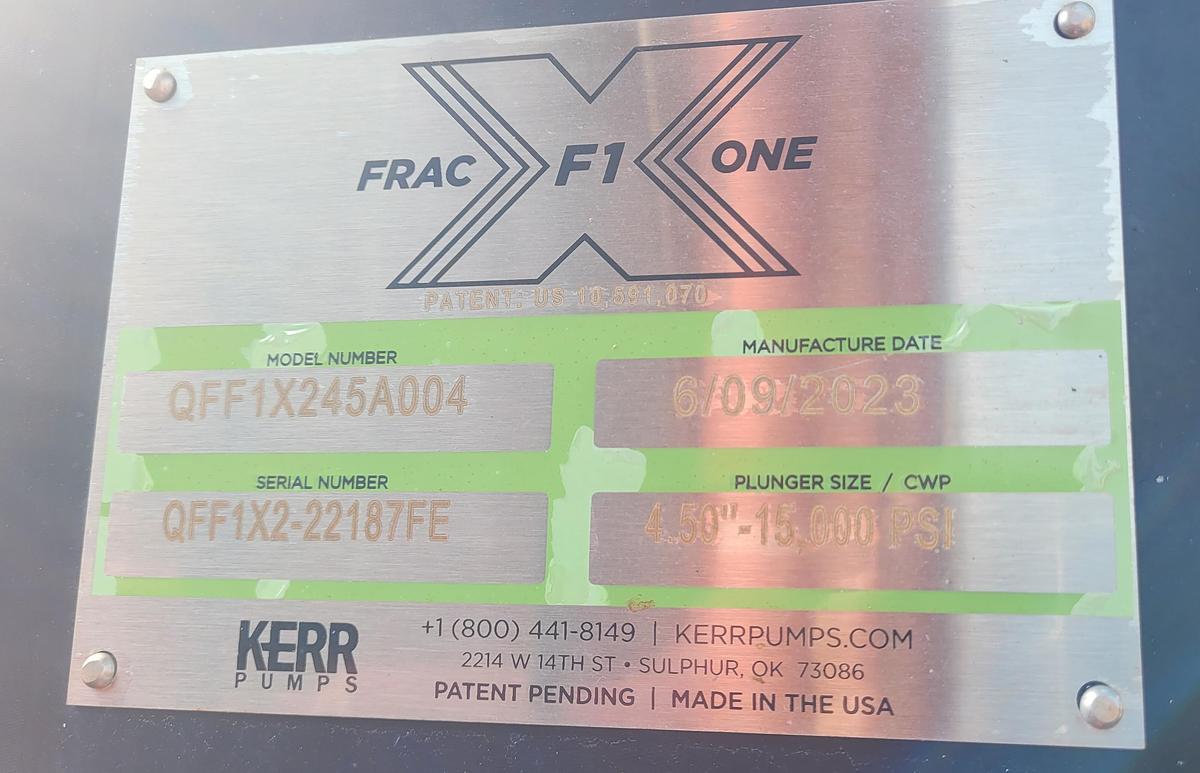 FRAC F1 ONE
PATENT: US 10,591,070
MODEL NUMBER
QFF1X245A004
MANUFACTURE DATE
6/09/2023
SERIAL NUMBER
QFF1X2-22187FE
PLUNGER SIZE / CWP
4.50"-15,000 PSI
KERR
PUMPS
+1 (800) 441-8149 | KERRPUMPS.COM
2214 W 14TH ST • SULPHUR, OK 73086
PATENT PENDING | MADE IN THE USA